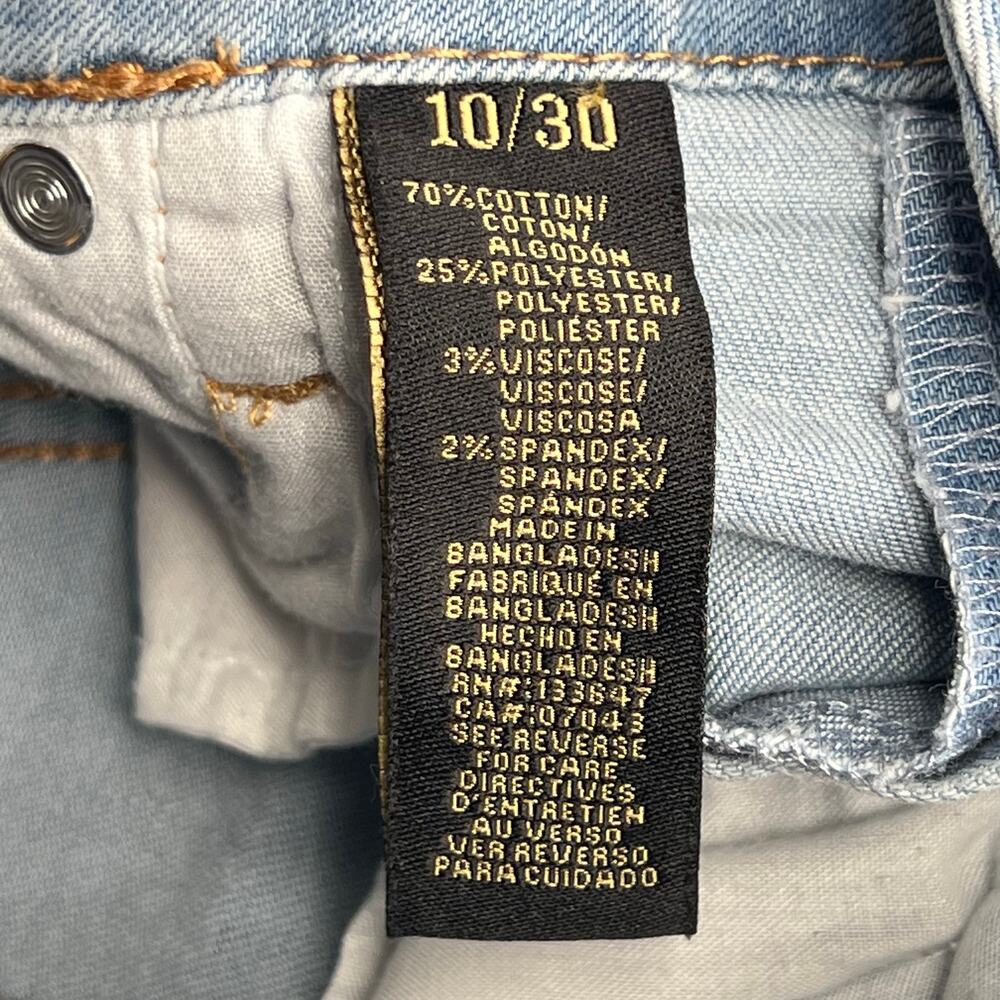 10/30
70% COTTON/
COTON/
ALGODÓN
25% POLYESTER/
POLYESTER/
POLIÉSTER
3% VISCOSE/
VISCOSE/
VISCOSA
2% SPANDEX/
SPANDEX/
SPANDEX
MADE IN
BANGLADESH
FABRIQUÉ EN
BANGLADESH
HECHO EN
BANGLADESH
RN#:133647
CA#:07043
SEE REVERSE
FOR CARE
DIRECTIVES
D'ENTRETIEN
AU VERSO
VER REVERSO
PARA CUIDADO